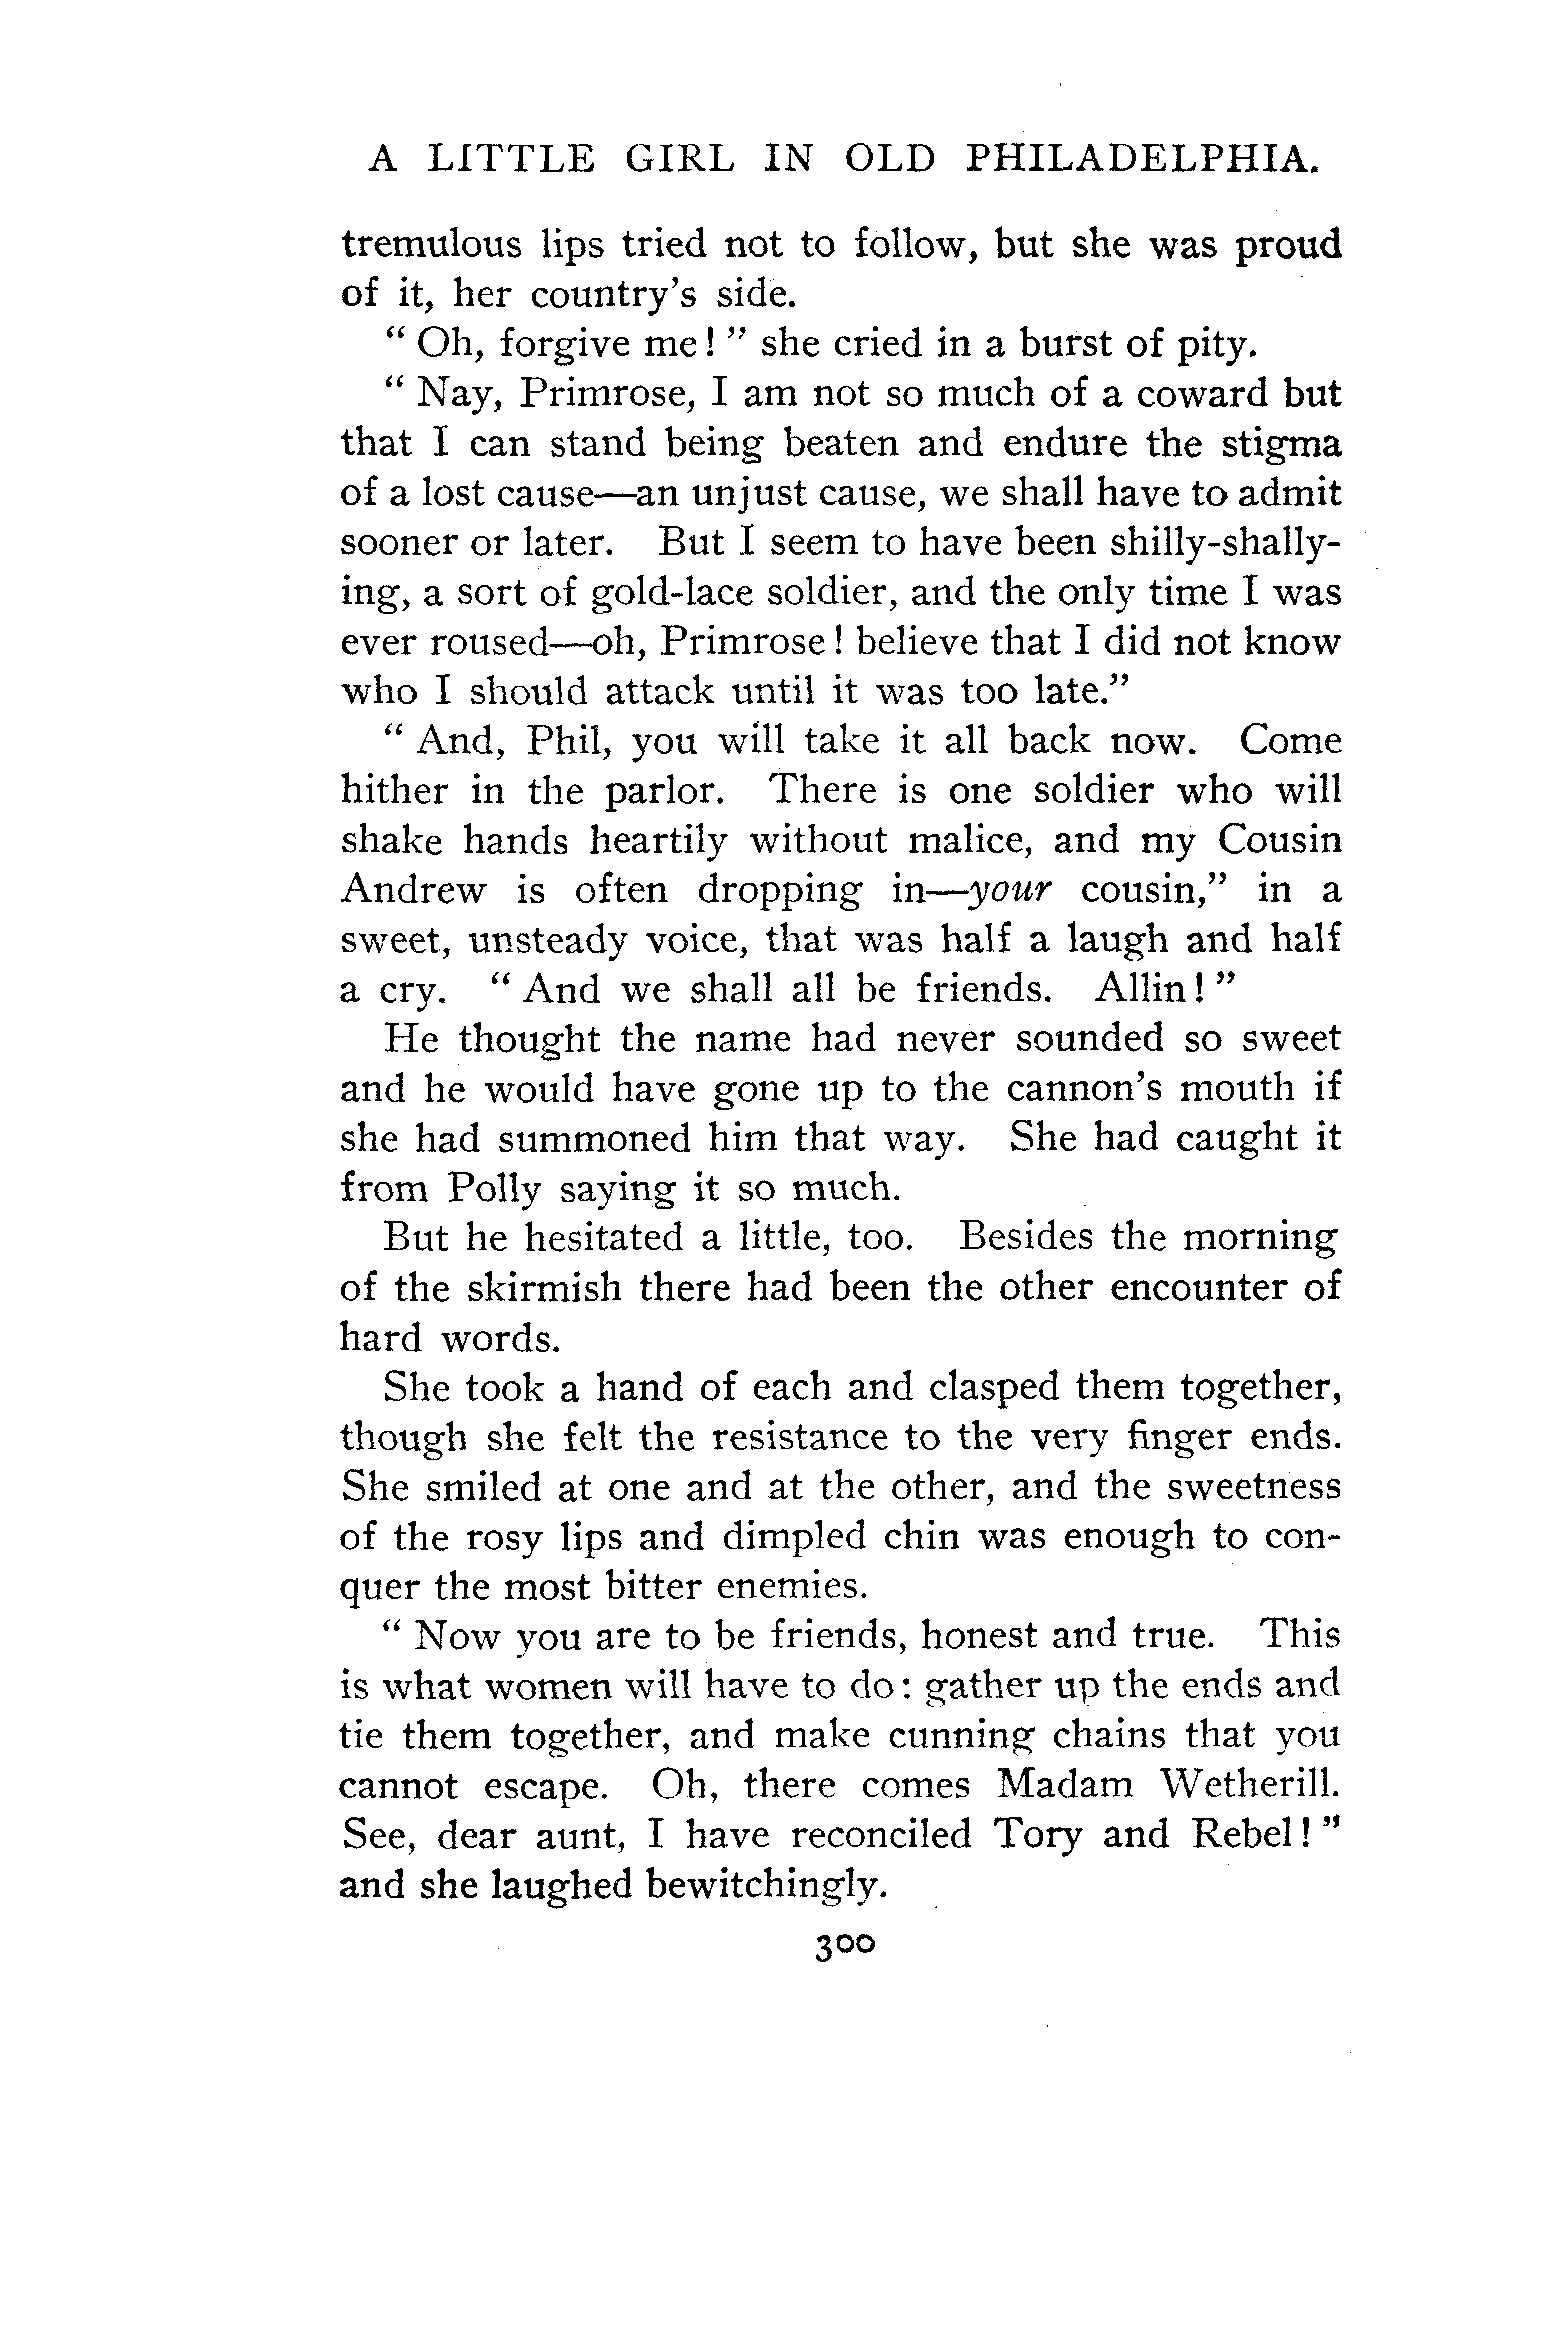 A LITTLE GIRL IN OLD PHILADELPHIA.
tremulous lips tried not to follow, but she was proud
of it, her country's side.
“ Oh, forgive me! ” she cried in a burst of pity.
“ Nay, Primrose, I am not so much of a coward but
that I can stand being beaten and endure the stigma
of a lost cause—an unjust cause, we shall have to admit
sooner or later. But I seem to have been shilly-shally-
ing, a sort of gold-lace soldier, and the only time I was
ever roused—oh, Primrose! believe that I did not know
who I should attack until it was too late.”
“ And, Phil, you will take it all back now. Come
hither in the parlor. There is one soldier who will
shake hands heartily without malice, and my Cousin
Andrew is often dropping in—your cousin,” in a
sweet, unsteady voice, that was half a laugh and half
a cry. “ And we shall all be friends. Allin! ”
He thought the name had never sounded so sweet
and he would have gone up to the cannon's mouth if
she had summoned him that way. She had caught it
from Polly saying it so much.
But he hesitated a little, too. Besides the morning
of the skirmish there had been the other encounter of
hard words.
She took a hand of each and clasped them together,
though she felt the resistance to the very finger ends.
She smiled at one and at the other, and the sweetness
of the rosy lips and dimpled chin was enough to con-
quer the most bitter enemies.
“ Now you are to be friends, honest and true. This
is what women will have to do: gather up the ends and
tie them together, and make cunning chains that you
cannot escape. Oh, there comes Madam Wetherill.
See, dear aunt, I have reconciled Tory and Rebel! ”
and she laughed bewitchingly.
300